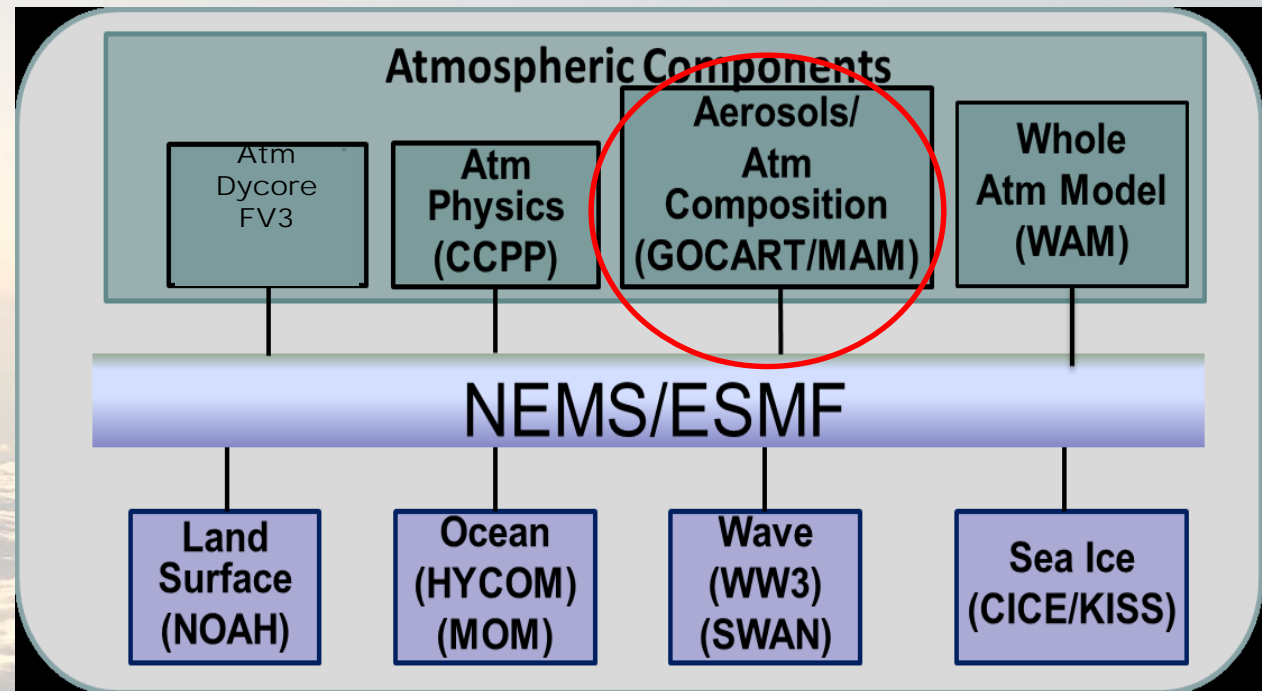 Atmospheric Components
Atm
Dycore
FV3
Atm
Physics
(CCPP)
Aerosols/
Atm
Composition
(GOCART/MAM)
Whole
Atm Model
(WAM)
NEMS/ESMF
Land
Surface
(NOAH)
Ocean
(HYCOM)
(MOM)
Wave
(WW3)
(SWAN)
Sea Ice
(CICE/KISS)